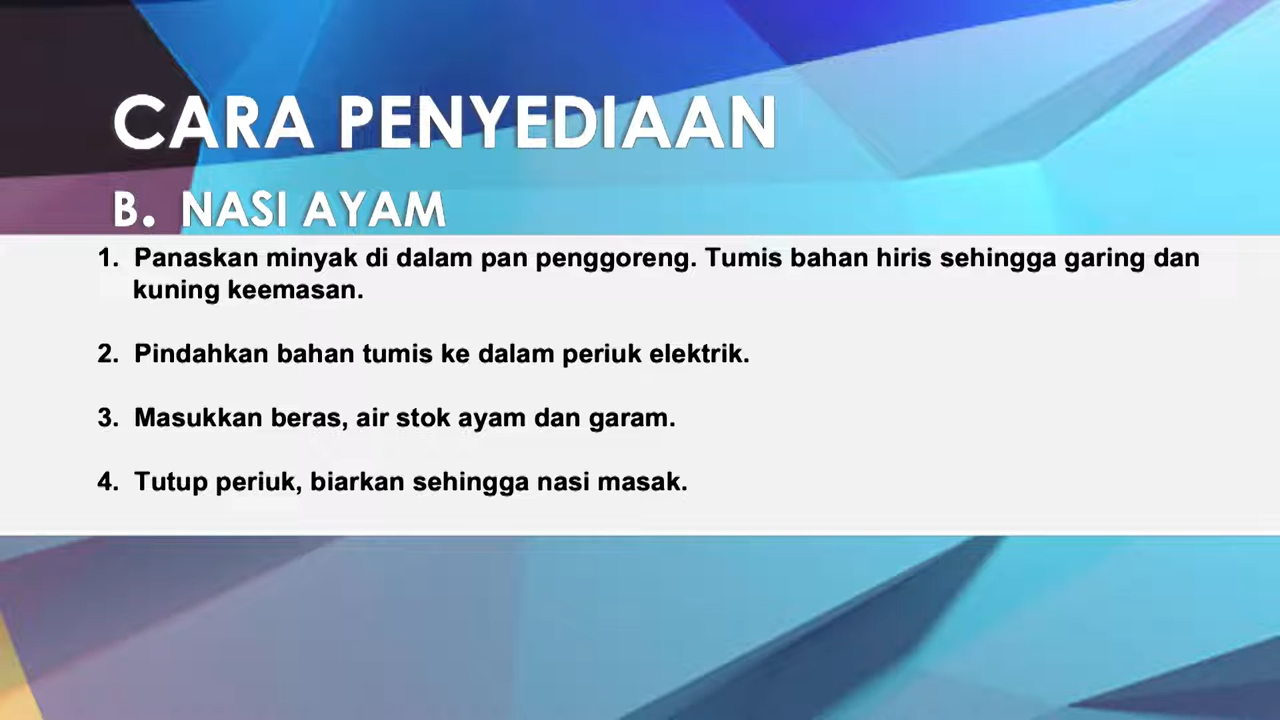 CARA PENYEDIAAN
B. NASI AYAM
1. Panaskan minyak di dalam pan penggoreng. Tumis bahan hiris sehingga garing dan
kuning keemasan.
2. Pindahkan bahan tumis ke dalam periuk elektrik.
3. Masukkan beras, air stok ayam dan garam.
4. Tutup periuk, biarkan sehingga nasi masak.